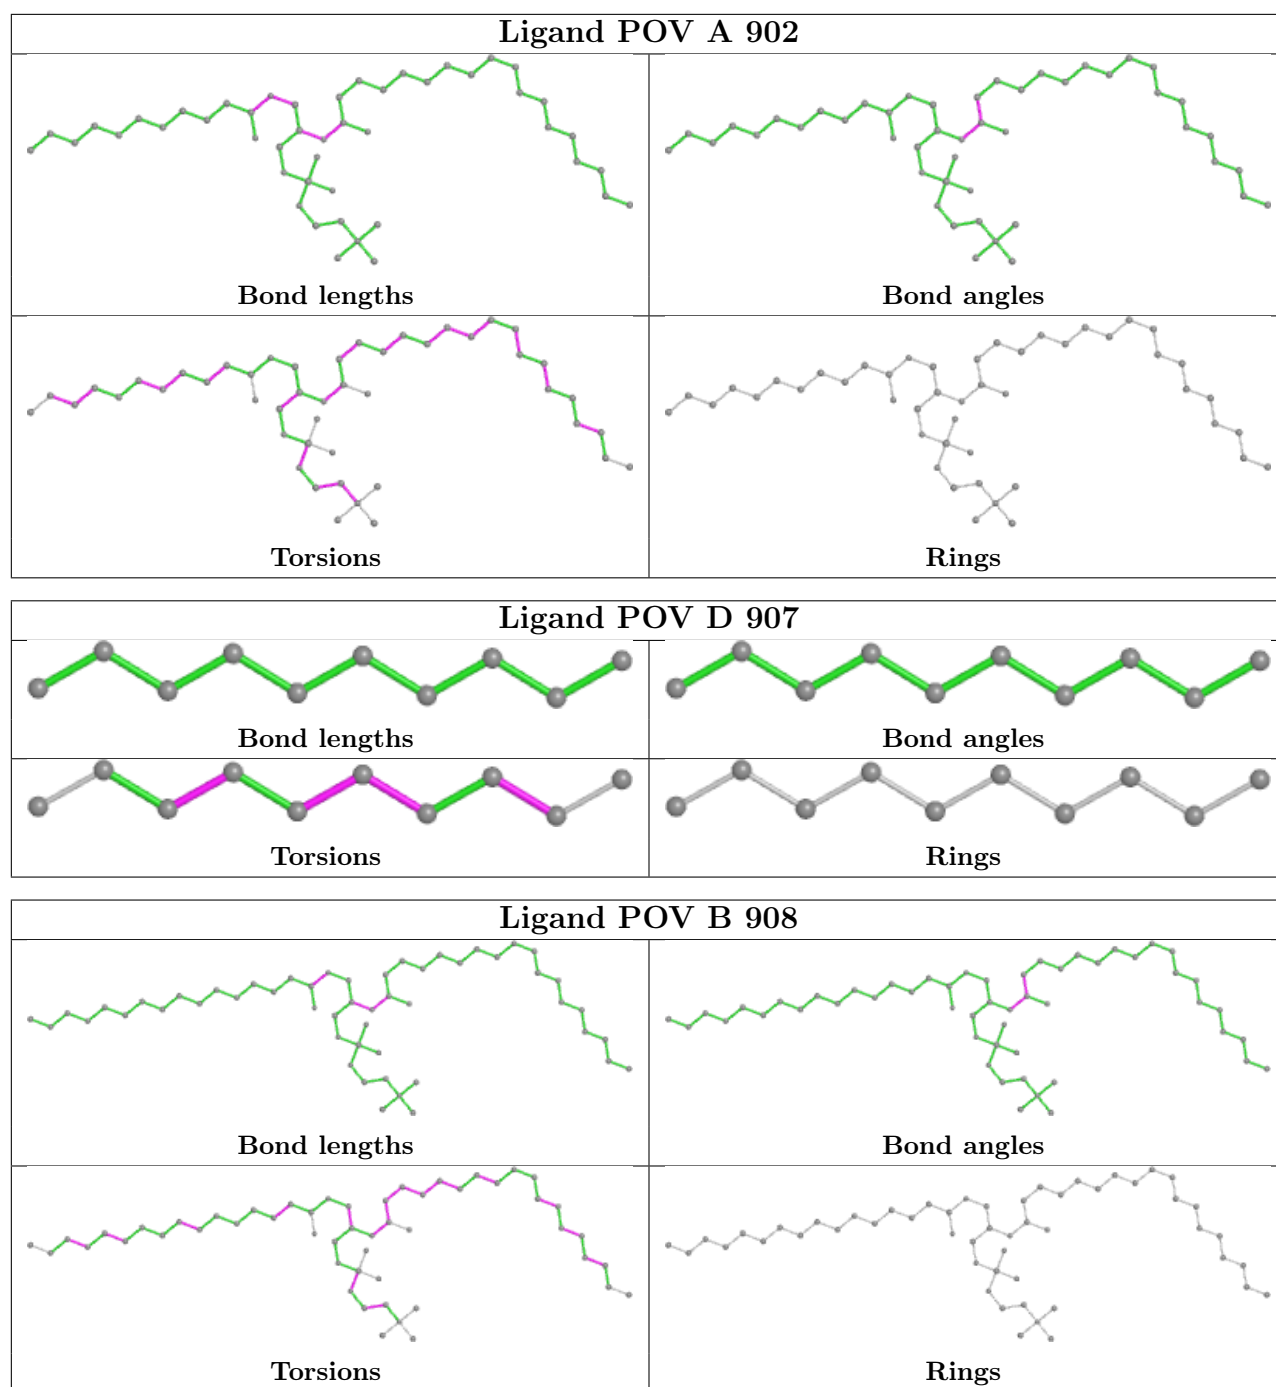 Ligand POV A 902
Bond lengths
Bond angles
Torsions
Rings
Ligand POV D 907
Bond lengths
Bond angles
Torsions
Rings
Ligand POV B 908
Bond lengths
Bond angles
Torsions
Rings